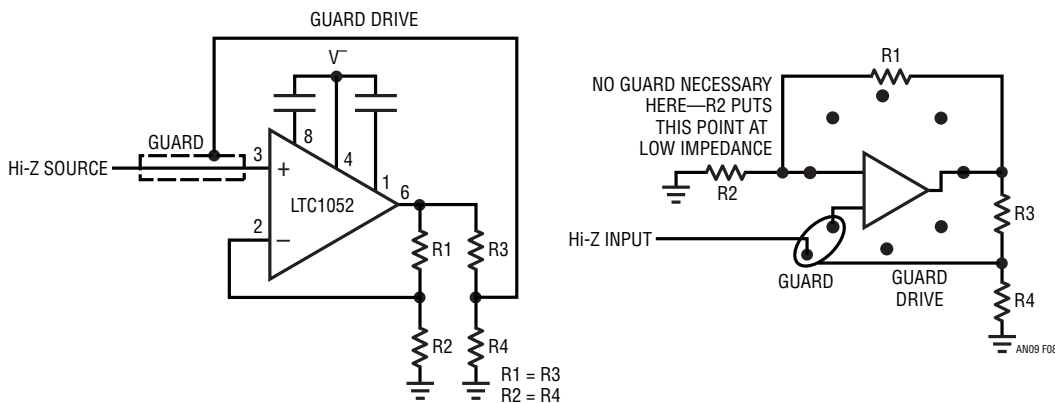 GUARD DRIVE
V–
GUARD
Hi-Z SOURCE
3
+
8
4
1
6
LTC1052
2
–
R1
R3
R2
R4
R1 = R3
R2 = R4
R1
NO GUARD NECESSARY
HERE—R2 PUTS
THIS POINT AT
LOW IMPEDANCE
R2
R3
Hi-Z INPUT
GUARD
GUARD
DRIVE
R4
AN09 F08